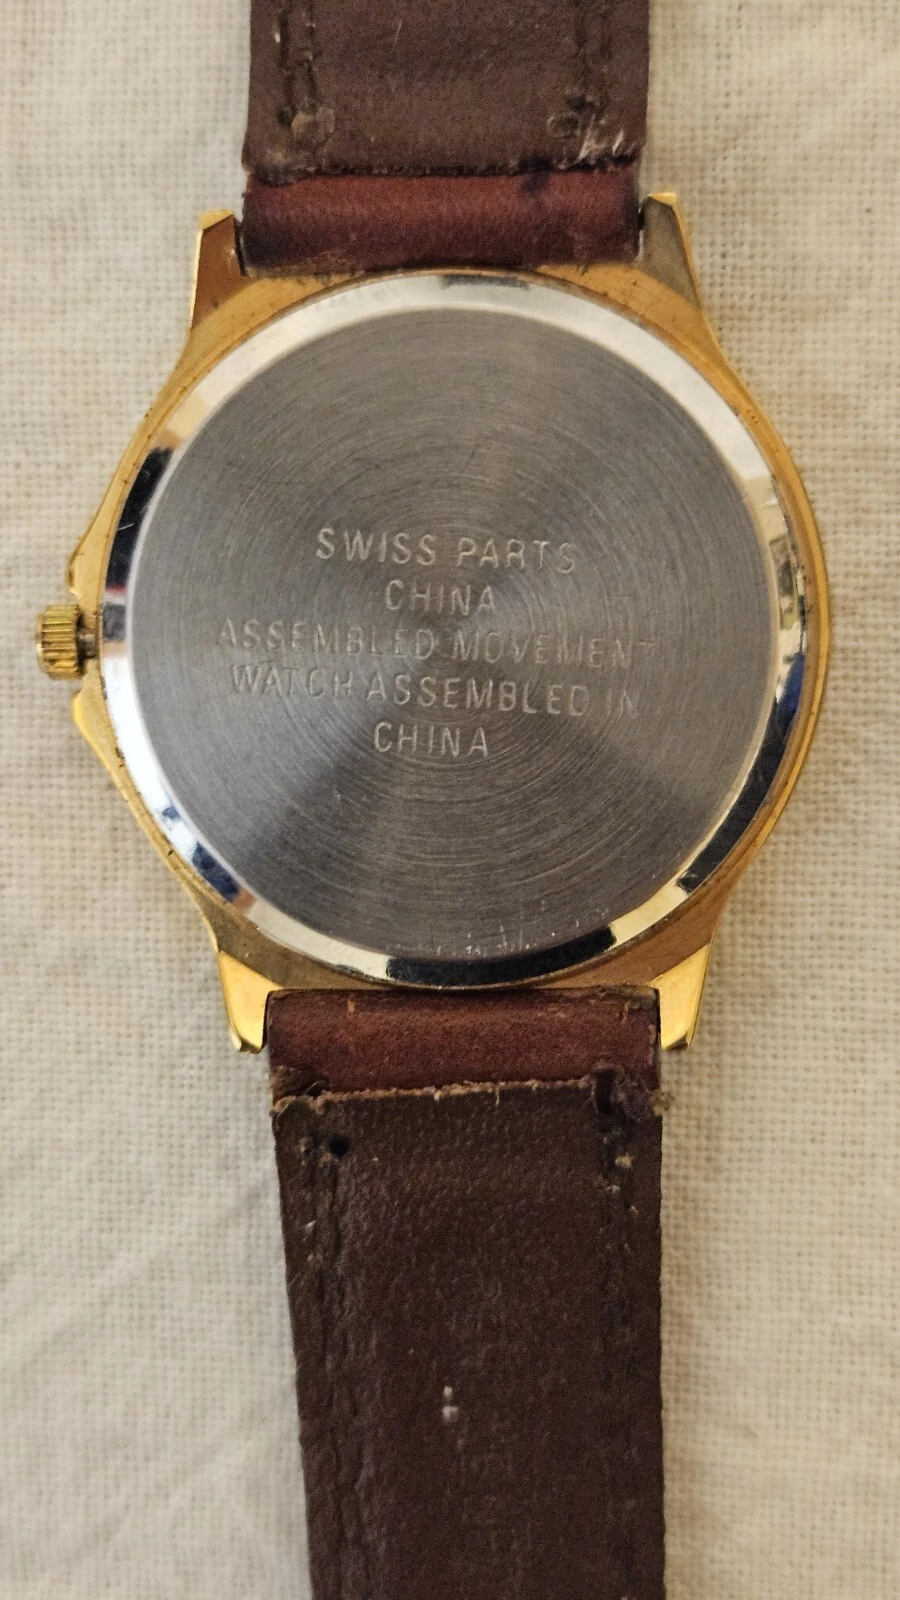 SWISS PARTS
CHINA
ASSEMBLED MOVEMENT
WATCH ASSEMBLED IN
CHINA